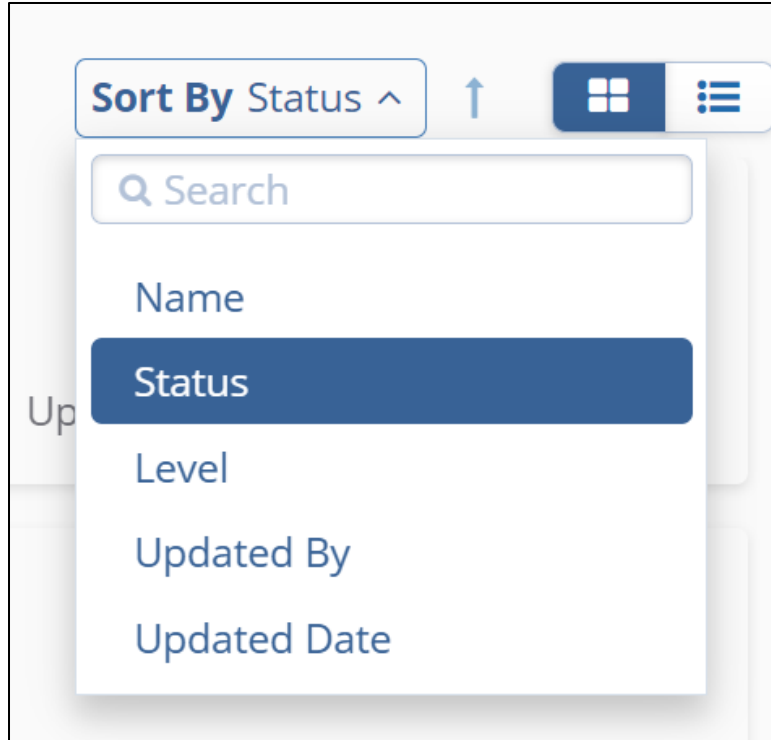 Sort By Status
Search
Name
Status
Up
Level
Updated By
Updated Date